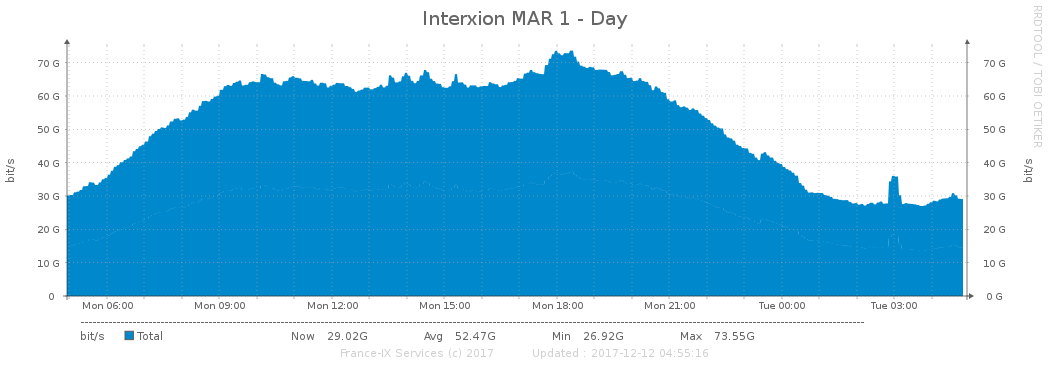 Interxion MAR 1 - Day
RRDTOOL / TOBI OETIKER
bit/s
70 G 70 G
60 G 60 G
50 G 50 G
40 G 40 G
30 G 30 G
20 G 20 G
10 G 10 G
0 0 G
bit/s
Mon 06:00 Mon 09:00 Mon 12:00 Mon 15:00 Mon 18:00 Mon 21:00 Tue 00:00 Tue 03:00
bit/s Total Now 29.02G Avg 52.47G Min 26.92G Max 73.55G
France-IX Services (c) 2017 Updated : 2017-12-12 04:55:16